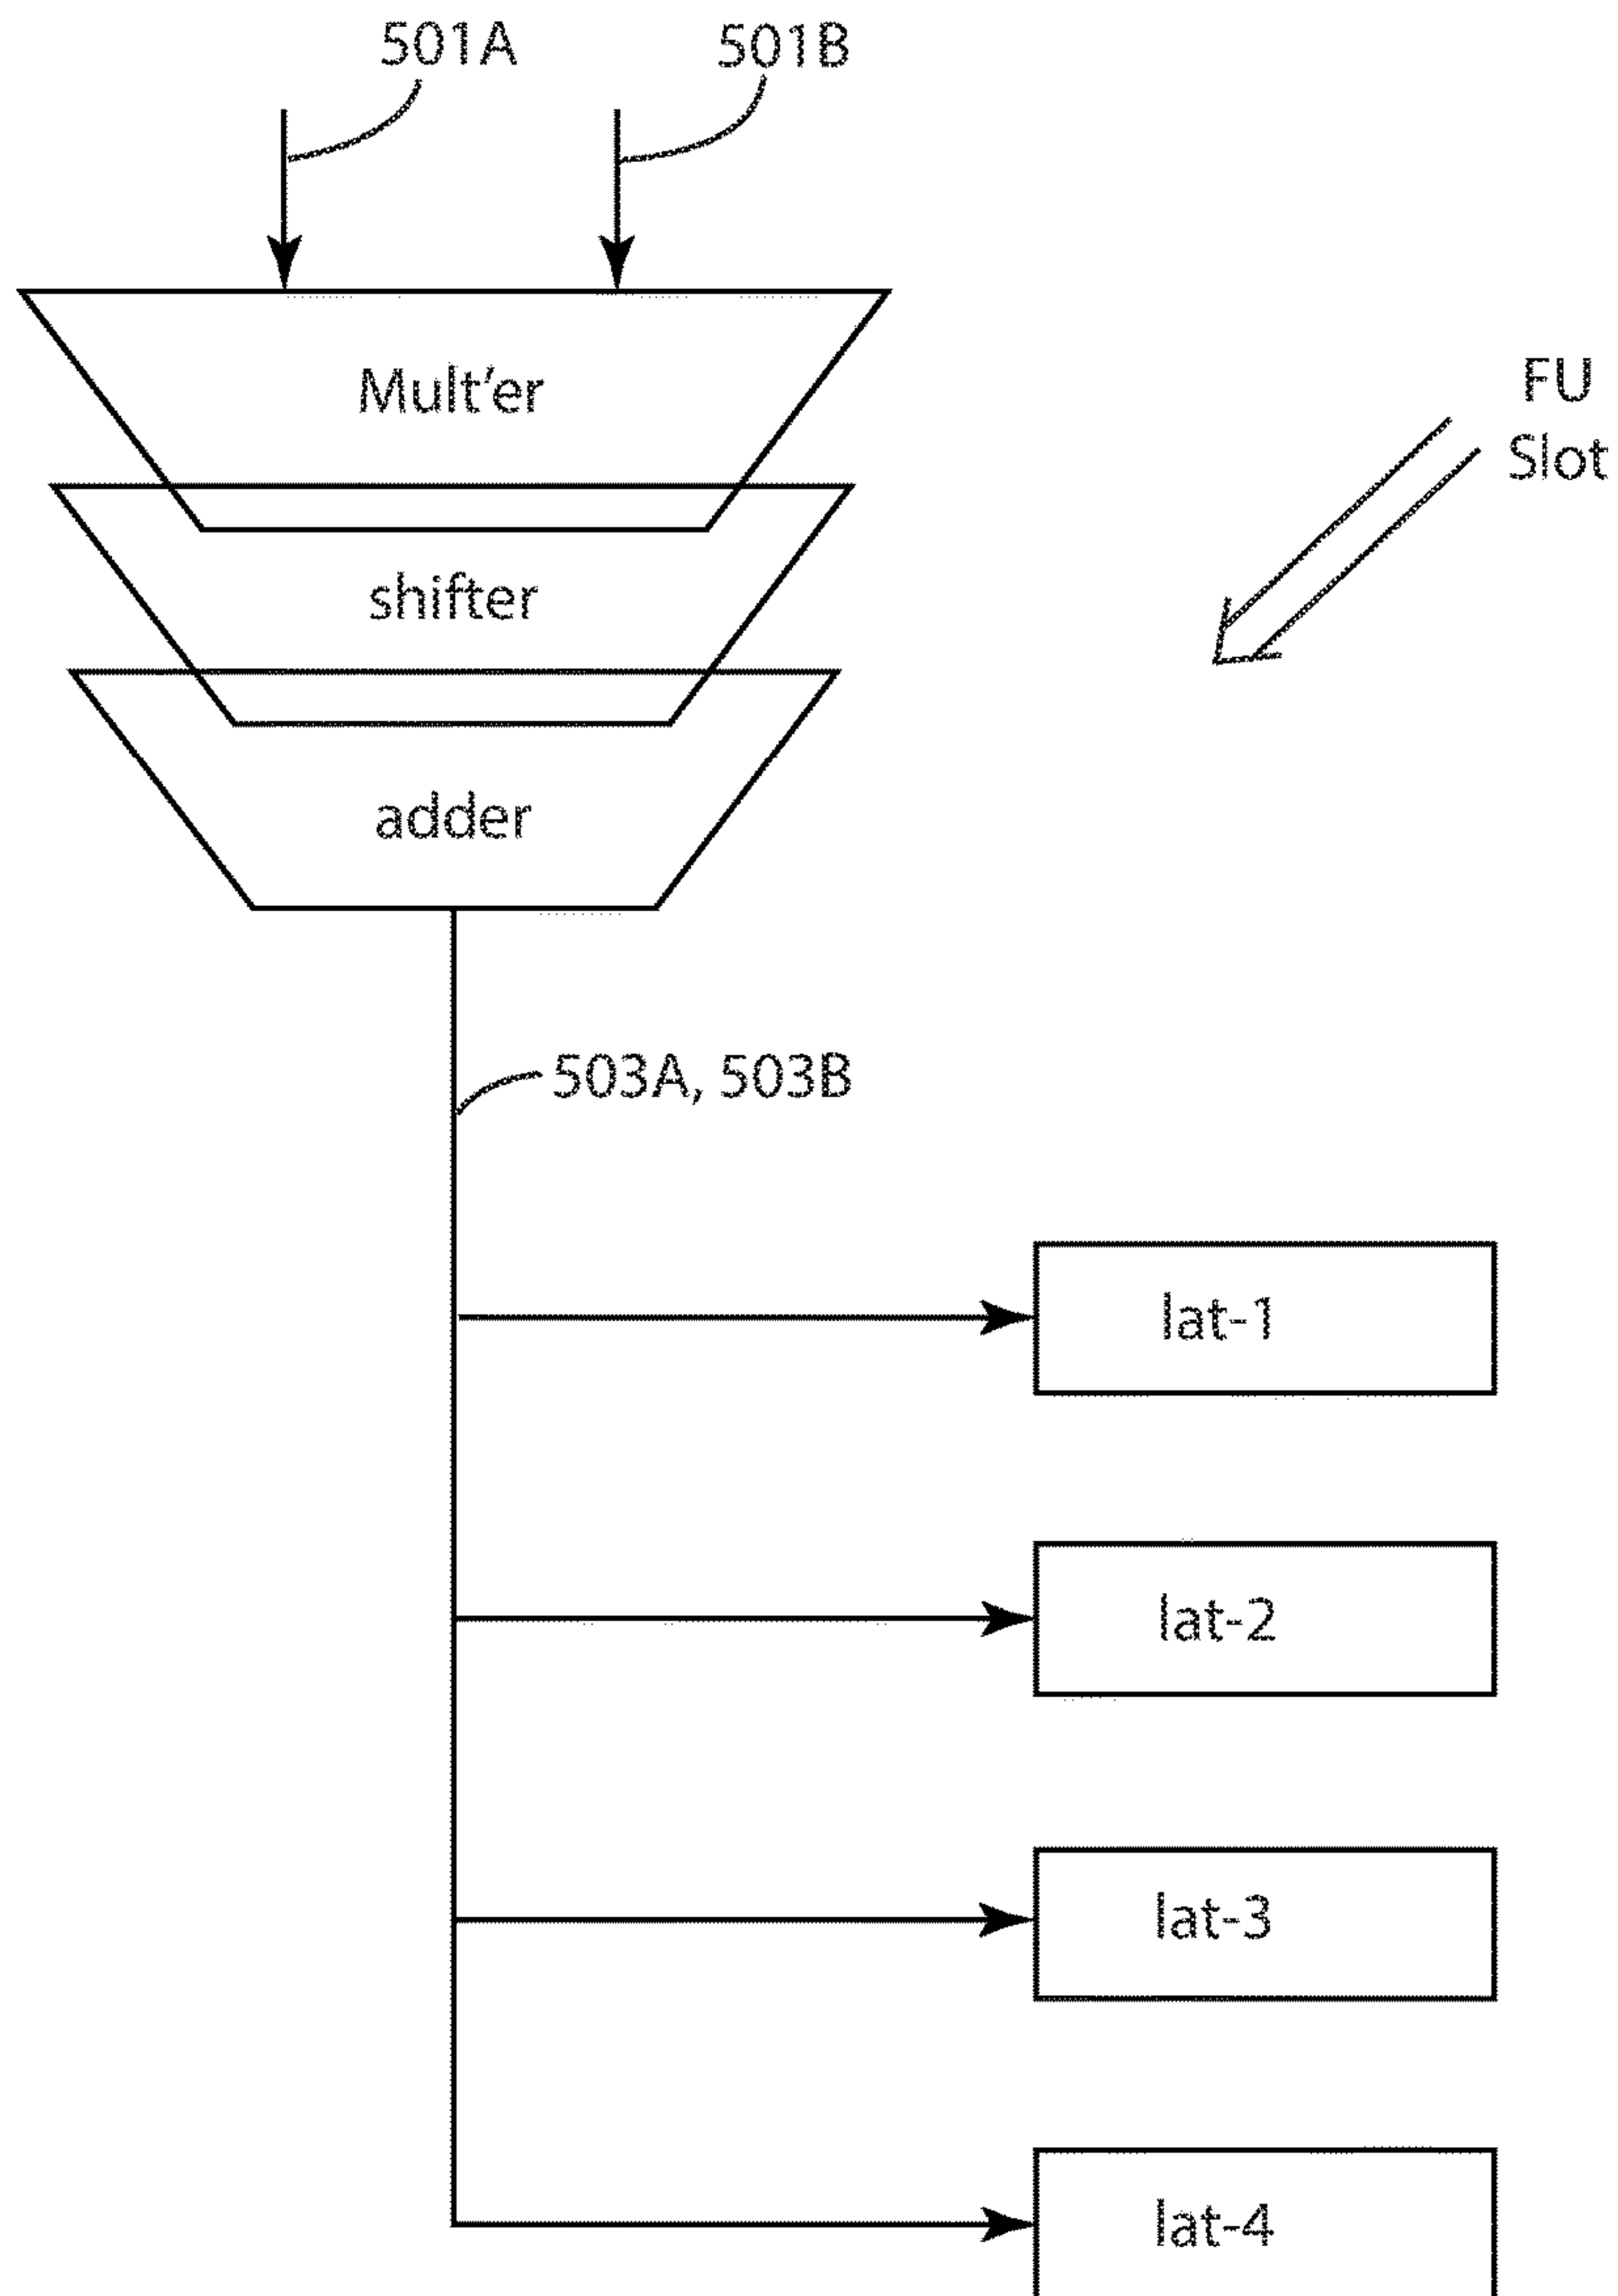 501A
501B
Mult'er
FU
Slot
shifter
adder
503A, 503B
lat-1
lat-2
lat-3
lat-4